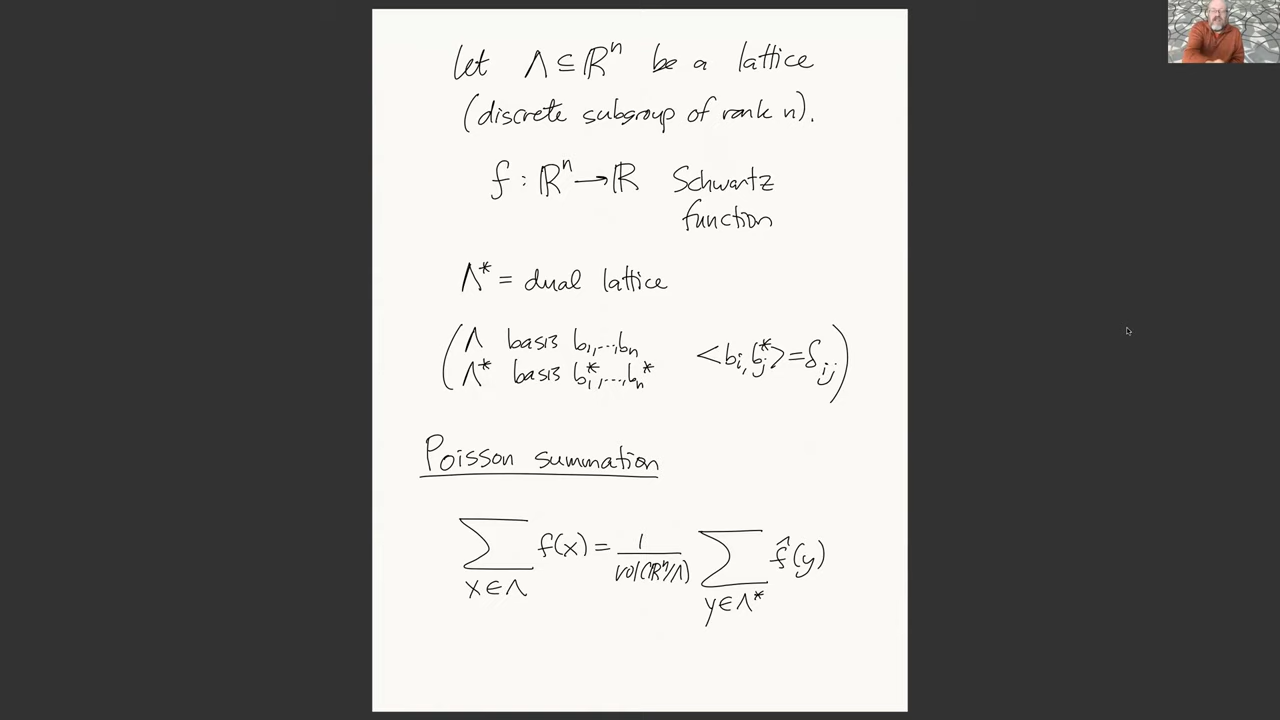 Let Λ ⊆ ℝⁿ be a lattice
(discrete subgroup of rank n).
f : ℝⁿ → ℝ Schwartz
function
Λ* = dual lattice
(Λ basis b₁,...,bₙ <bᵢ, bⱼ*> = δᵢⱼ)
Λ* basis b₁*,...,bₙ*
Poisson summation
∑ f(x) = 1/vol(ℝⁿ/Λ) ∑ f̂(y)
x∈Λ y∈Λ*